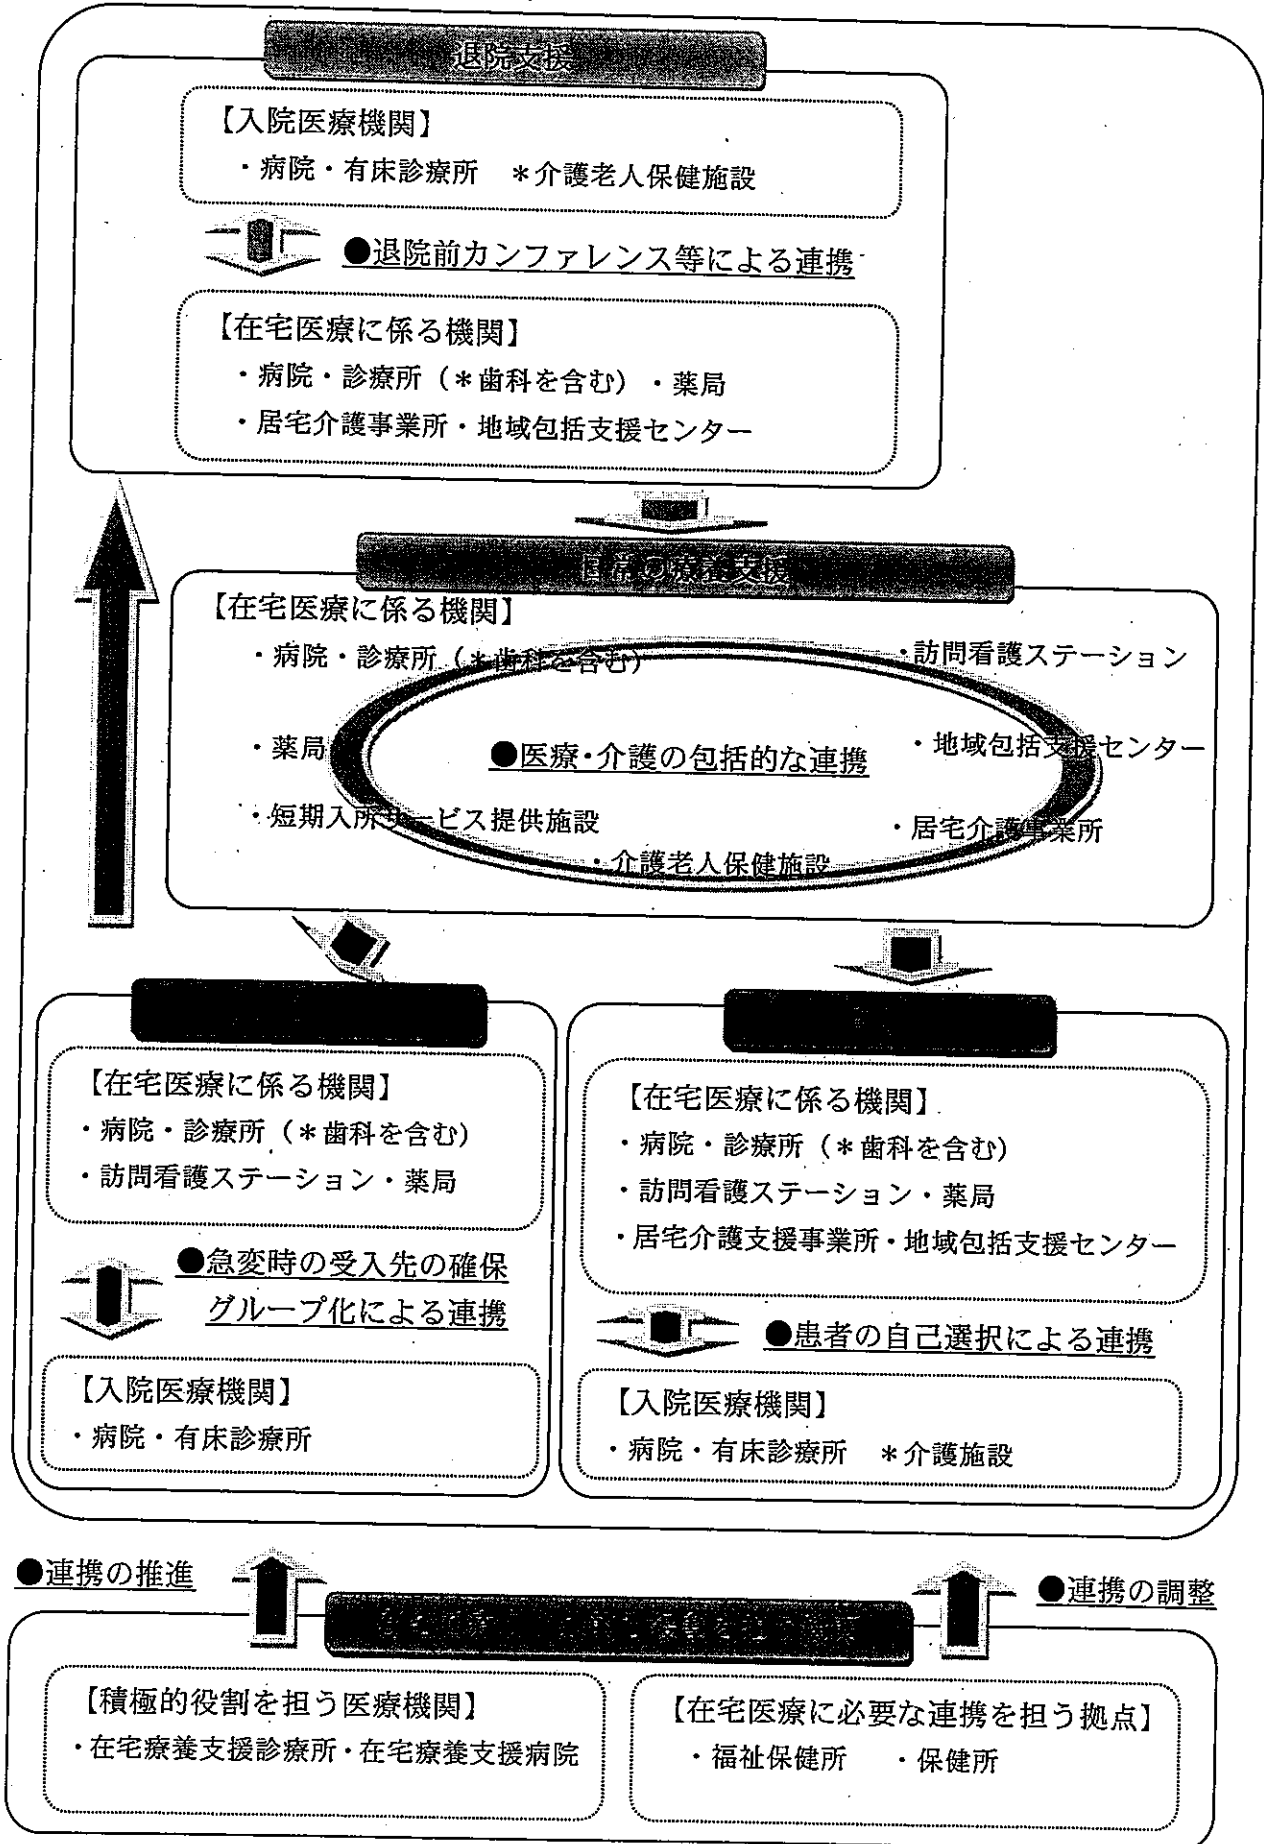 退院支援
【入院医療機関】
・病院・有床診療所　＊介護老人保健施設
●退院前カンファレンス等による連携
【在宅医療に係る機関】
・病院・診療所（＊歯科を含む）・薬局
・居宅介護事業所・地域包括支援センター
日常の療養支援
【在宅医療に係る機関】
・病院・診療所（＊歯科を含む）
・訪問看護ステーション
・薬局
●医療・介護の包括的な連携
・地域包括支援センター
・短期入所サービス提供施設
・居宅介護事業所
・介護老人保健施設
【在宅医療に係る機関】
・病院・診療所（＊歯科を含む）
・訪問看護ステーション・薬局
●急変時の受入先の確保
グループ化による連携
【入院医療機関】
・病院・有床診療所
【在宅医療に係る機関】
・病院・診療所（＊歯科を含む）
・訪問看護ステーション・薬局
・居宅介護支援事業所・地域包括支援センター
●患者の自己選択による連携
【入院医療機関】
・病院・有床診療所　＊介護施設
●連携の推進
●連携の調整
【積極的役割を担う医療機関】
・在宅療養支援診療所・在宅療養支援病院
【在宅医療に必要な連携を担う拠点】
・福祉保健所　・保健所